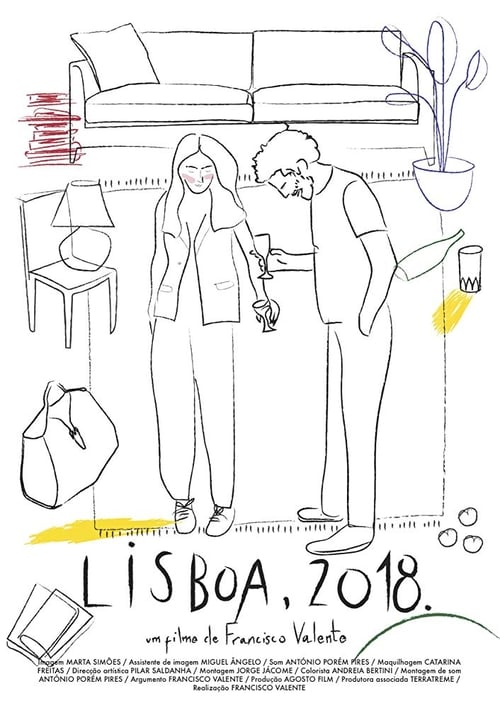 LISBOA, 2018.
um filme de Francisco Valente
Imagem MARTA SIMÕES / Assistente de imagem MIGUEL ÂNGELO / Som ANTÓNIO PORÉM PIRES / Maquilhagem CATARINA
FREITAS / Direcção artística PILAR SALDANHA / Montagem JORGE JÁCOME / Colorista ANDREIA BERTINI / Montagem de som
ANTÓNIO PORÉM PIRES / Argumento FRANCISCO VALENTE / Produção AGOSTO FILM / Produtora associada TERRATREME /
Realização FRANCISCO VALENTE